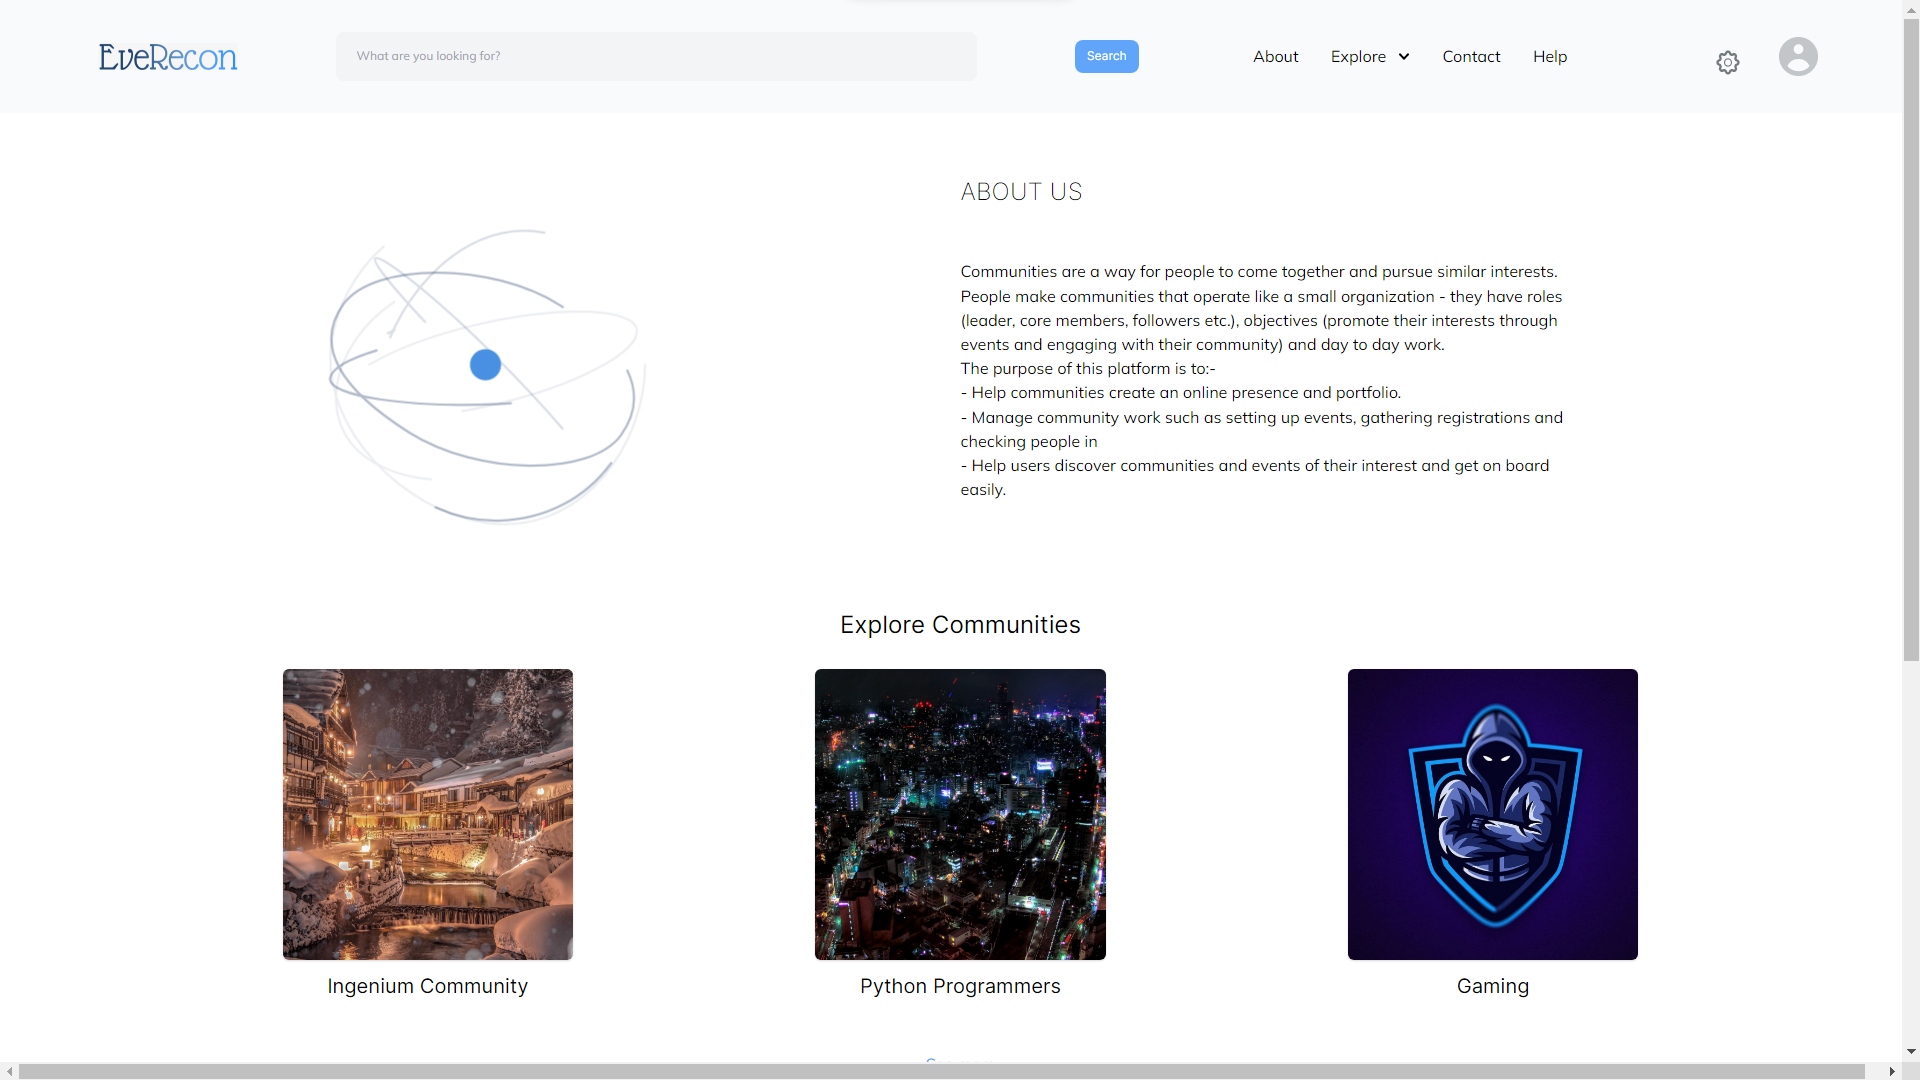 EveRecon
What are you looking for?
Search
About
Explore
Contact
Help
ABOUT US
Communities are a way for people to come together and pursue similar interests.
People make communities that operate like a small organization - they have roles
(leader, core members, followers etc.), objectives (promote their interests through
events and engaging with their community) and day to day work.
The purpose of this platform is to:-
- Help communities create an online presence and portfolio.
- Manage community work such as setting up events, gathering registrations and
checking people in
- Help users discover communities and events of their interest and get on board
easily.
Explore Communities
Ingenium Community
Python Programmers
Gaming